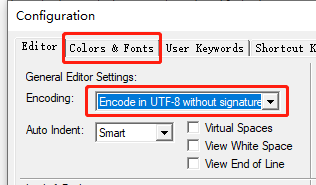 Configuration
Editor Colors & Fonts User Keywords Shortcut K
General Editor Settings:
Encoding: Encode in UTF-8 without signature
Auto Indent: Smart Virtual Spaces
View White Space
View End of Line